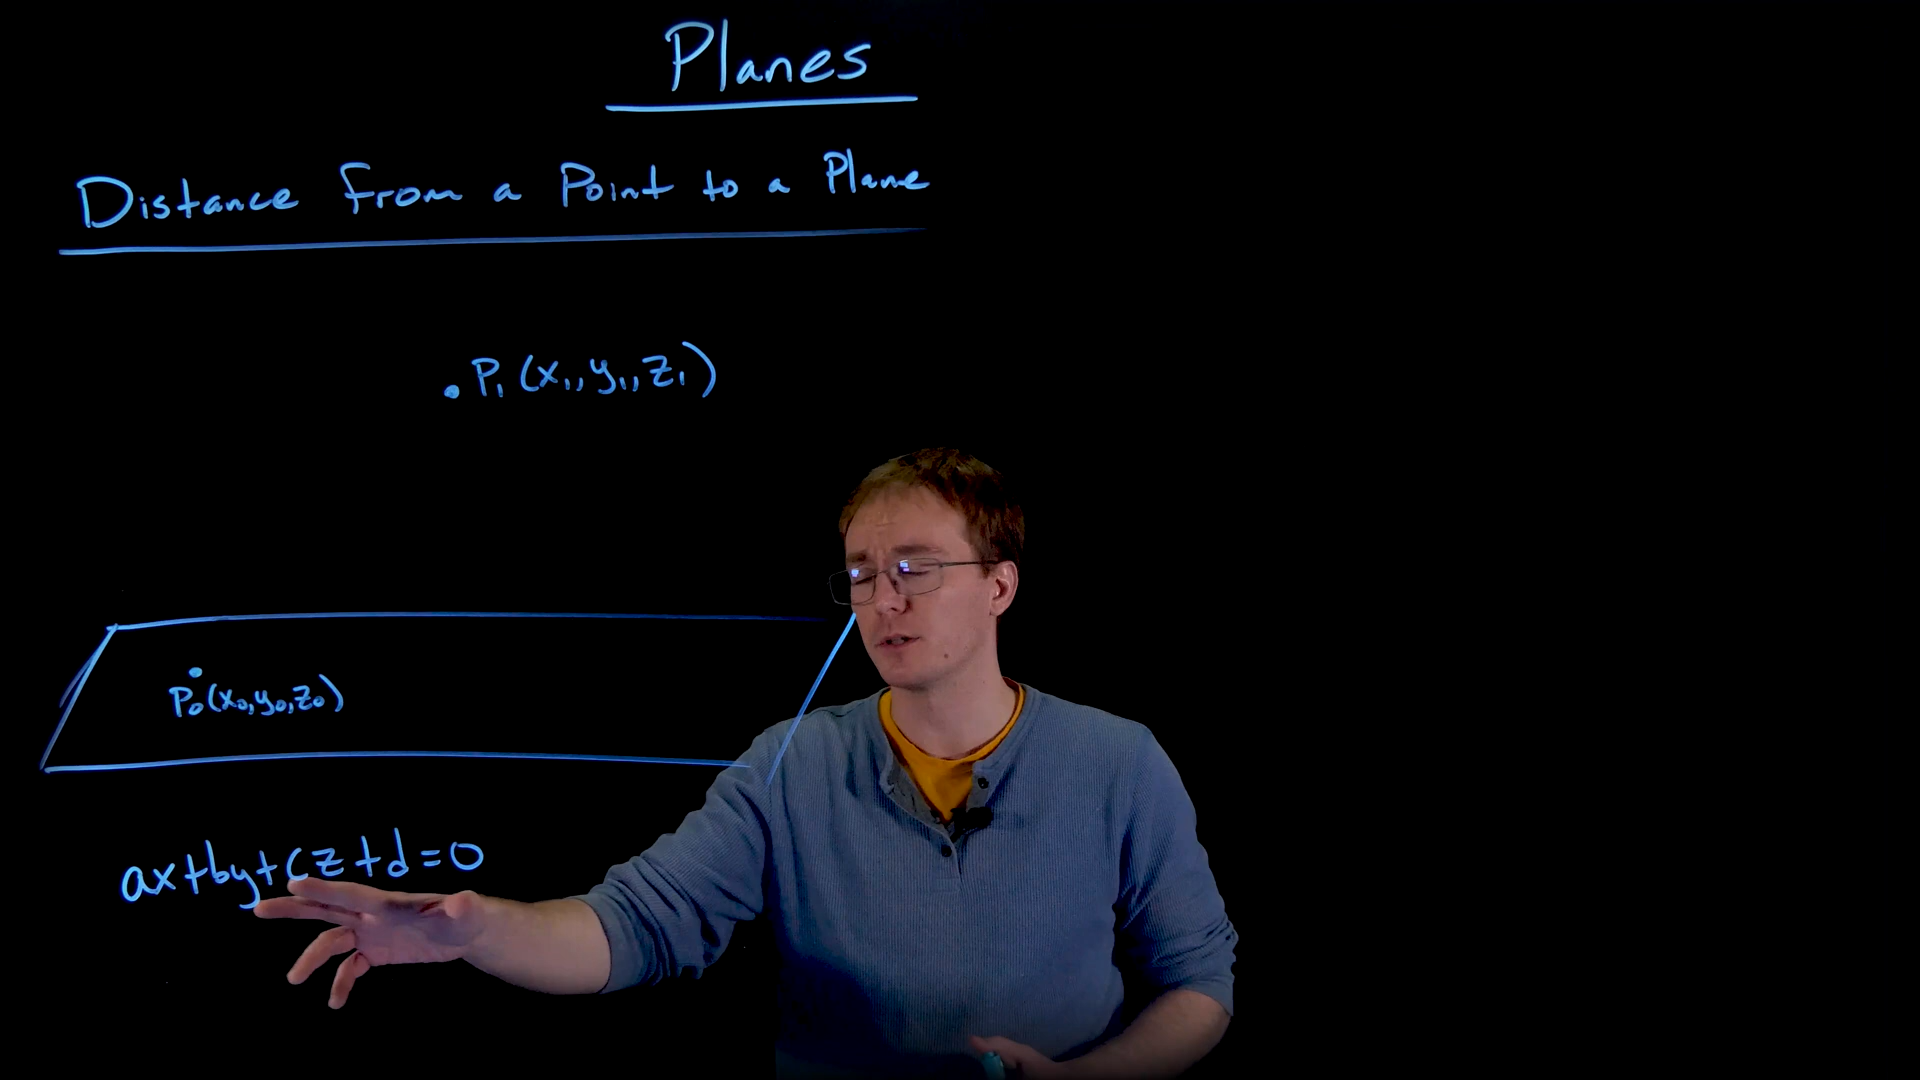 Planes
Distance from a Point to a Plane
P₁(x₁,y₁,z₁)
P₀(x₀,y₀,z₀)
ax+by+cz+d=0